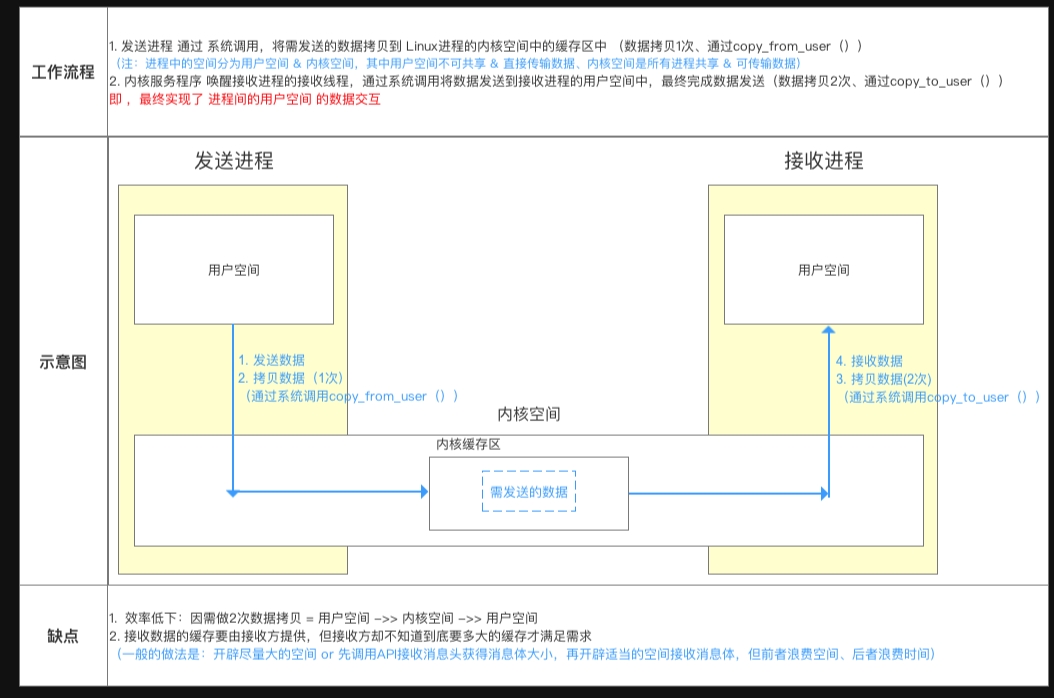 工作流程
1. 发送进程 通过 系统调用，将需发送的数据拷贝到 Linux进程的内核空间中的缓存区中 （数据拷贝1次、通过copy_from_user（））
（注：进程中的空间分为用户空间 & 内核空间，其中用户空间不可共享 & 直接传输数据、内核空间是所有进程共享 & 可传输数据）
2. 内核服务程序 唤醒接收进程的接收线程，通过系统调用将数据发送到接收进程的用户空间中，最终完成数据发送（数据拷贝2次、通过copy_to_user（））
即 ，最终实现了 进程间的用户空间 的数据交互
示意图
发送进程
接收进程
用户空间
用户空间
1. 发送数据
2. 拷贝数据（1次）
（通过系统调用copy_from_user（））
4. 接收数据
3. 拷贝数据(2次)
（通过系统调用copy_to_user（））
内核空间
内核缓存区
需发送的数据
缺点
1. 效率低下：因需做2次数据拷贝 = 用户空间 ->> 内核空间 ->> 用户空间
2. 接收数据的缓存要由接收方提供，但接收方却不知道到底要多大的缓存才满足需求
（一般的做法是：开辟尽量大的空间 or 先调用API接收消息头获得消息体大小，再开辟适当的空间接收消息体，但前者浪费空间、后者浪费时间）